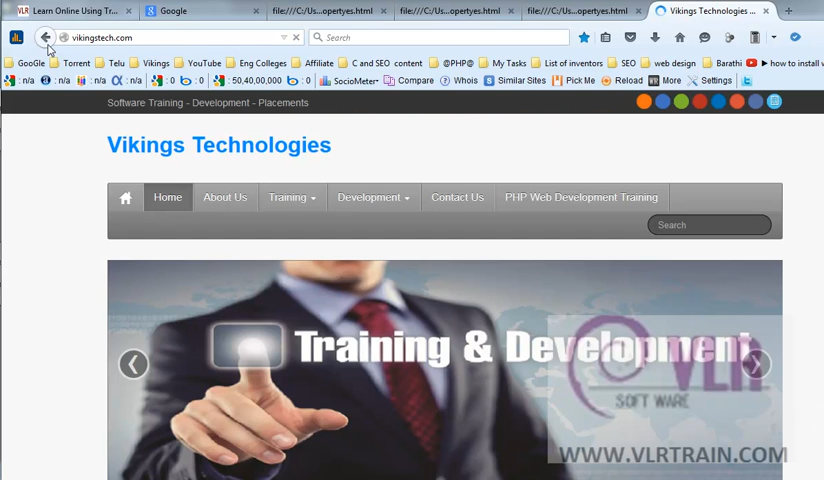 Learn Online Using Tr...
Google
file:///C:/Us...opertyes.html
file:///C:/Us...opertyes.html
file:///C:/Us...opertyes.html
Vikings Technologies ...
vikingstech.com
Search
GooGle
Torrent
Telu
Vikings
YouTube
Eng Colleges
Affiliate
C and SEO content
@PHP@
My Tasks
List of inventors
SEO
web design
Barathi
how to install w
: n/a
: n/a
: n/a
: 0
b : 0
: 50,40,00,000
: 0
b : 0
SocioMeter
Compare
Whois
Similar Sites
Pick Me
Reload
More
Settings
Software Training - Development - Placements
Vikings Technologies
Home
About Us
Training
Development
Contact Us
PHP Web Development Training
Search
Training & Development
VLR
SOFT WARE
WWW.VLRTRAIN.COM